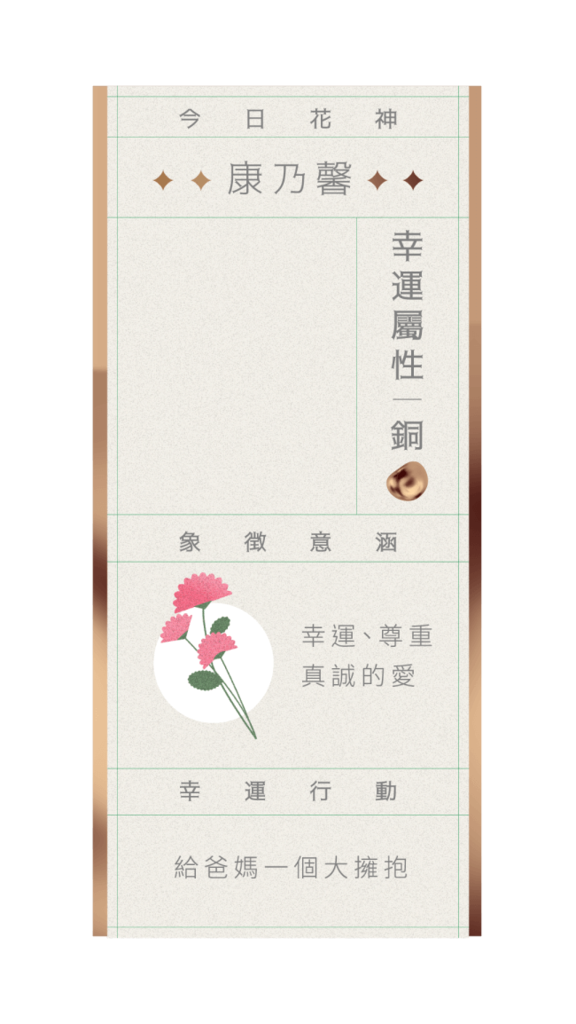 今日花神
康乃馨
幸運屬性｜銅
象徵意涵
幸運、尊重
真誠的愛
幸運行動
給爸媽一個大擁抱